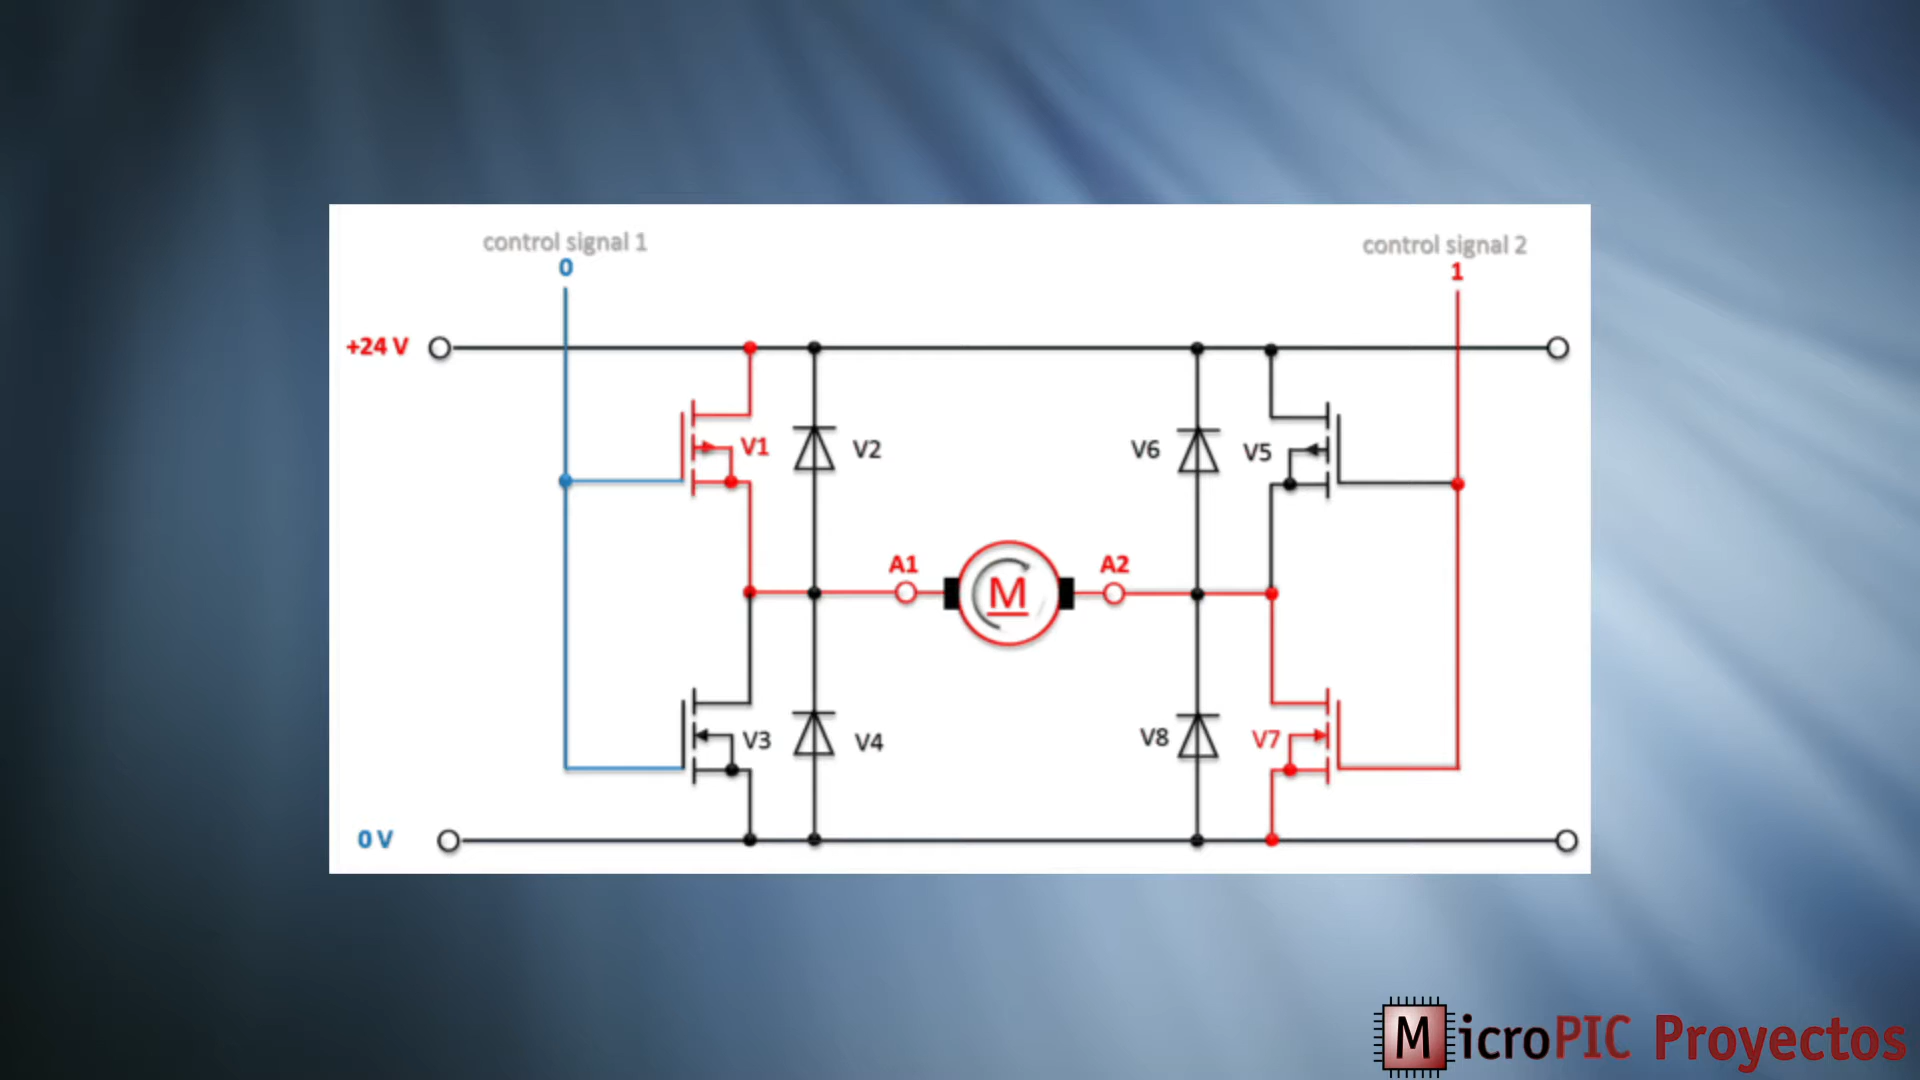 control signal 1
0
control signal 2
1
+24 V
V1
V2
V6
V5
A1
M
A2
V3
V4
V8
V7
0 V
MicroPIC Proyectos